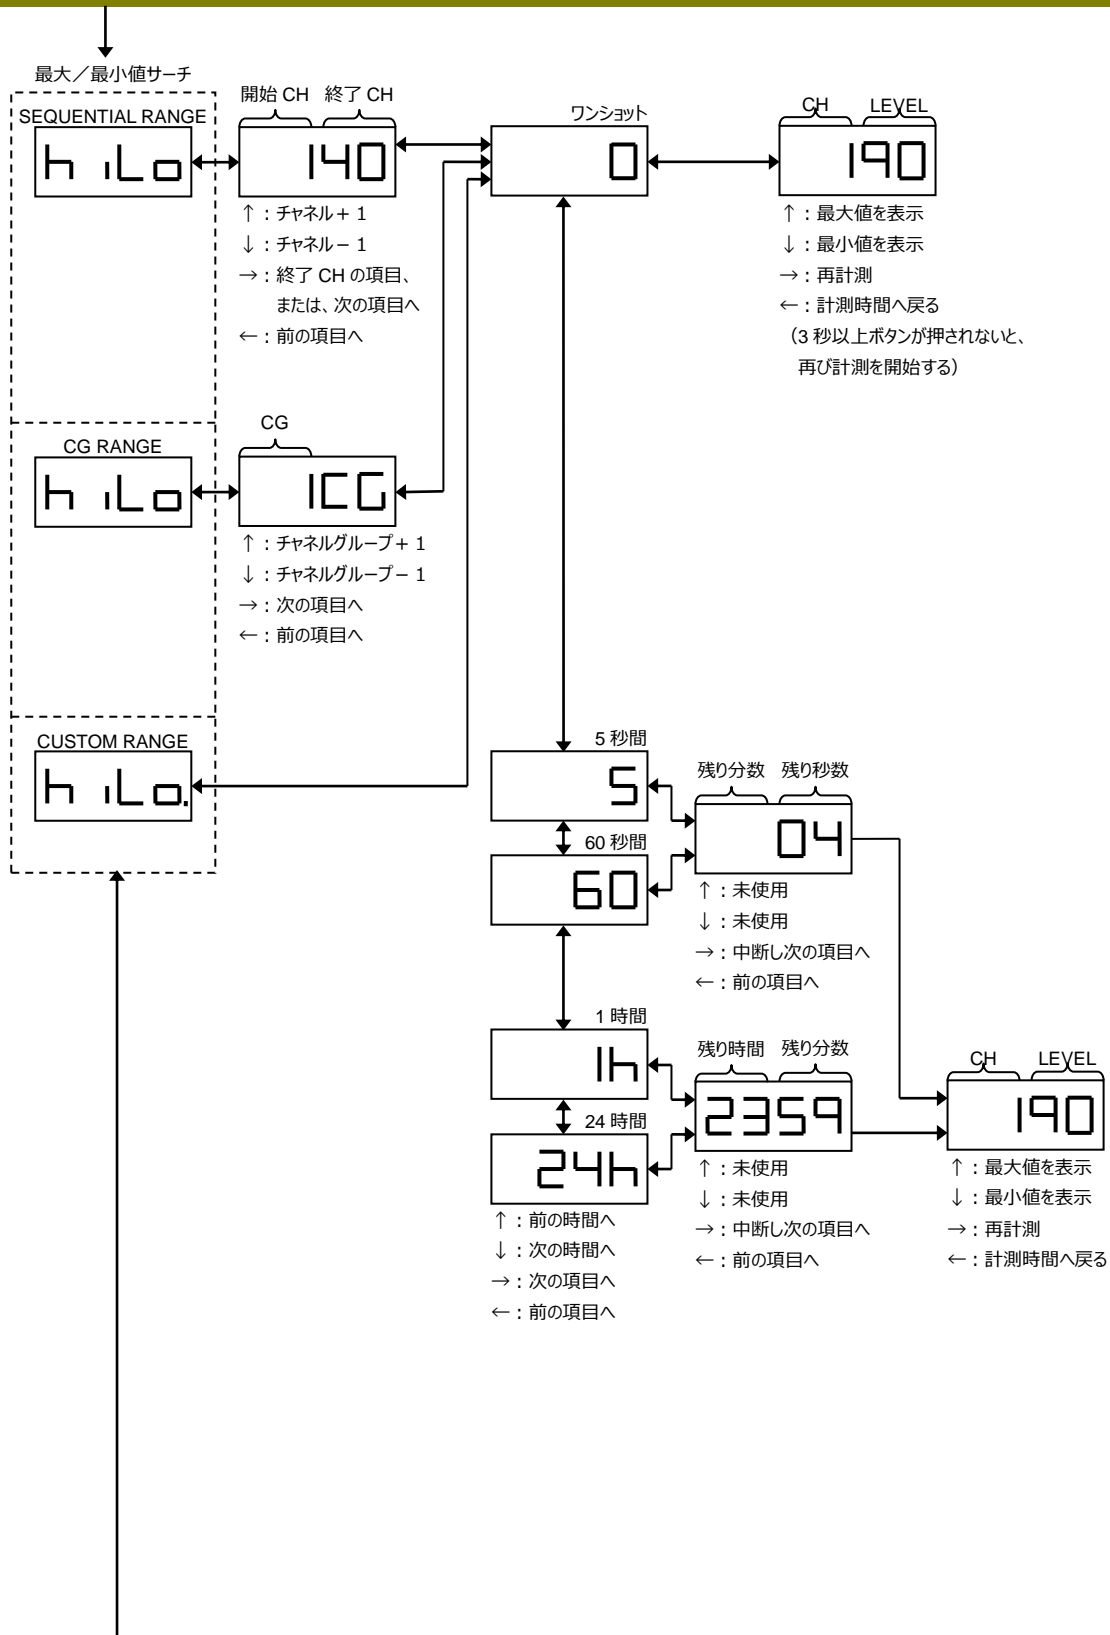 最大／最小値サーチ
SEQUENTIAL RANGE
hiLo
開始 CH 終了 CH
140
↑：チャネル＋ 1
↓：チャネル－ 1
→：終了 CH の項目、
または、次の項目へ
←：前の項目へ
ワンショット
0
CH LEVEL
190
↑：最大値を表示
↓：最小値を表示
→：再計測
←：計測時間へ戻る
（3 秒以上ボタンが押されないと、
再び計測を開始する）
CG RANGE
hiLo
CG
1CG
↑：チャネルグループ＋ 1
↓：チャネルグループ－ 1
→：次の項目へ
←：前の項目へ
CUSTOM RANGE
hiLo.
5 秒間
5
60 秒間
60
残り分数 残り秒数
04
↑：未使用
↓：未使用
→：中断し次の項目へ
←：前の項目へ
1 時間
1h
24 時間
24h
↑：前の時間へ
↓：次の時間へ
→：次の項目へ
←：前の項目へ
残り時間 残り分数
2359
↑：未使用
↓：未使用
→：中断し次の項目へ
←：前の項目へ
CH LEVEL
190
↑：最大値を表示
↓：最小値を表示
→：再計測
←：計測時間へ戻る